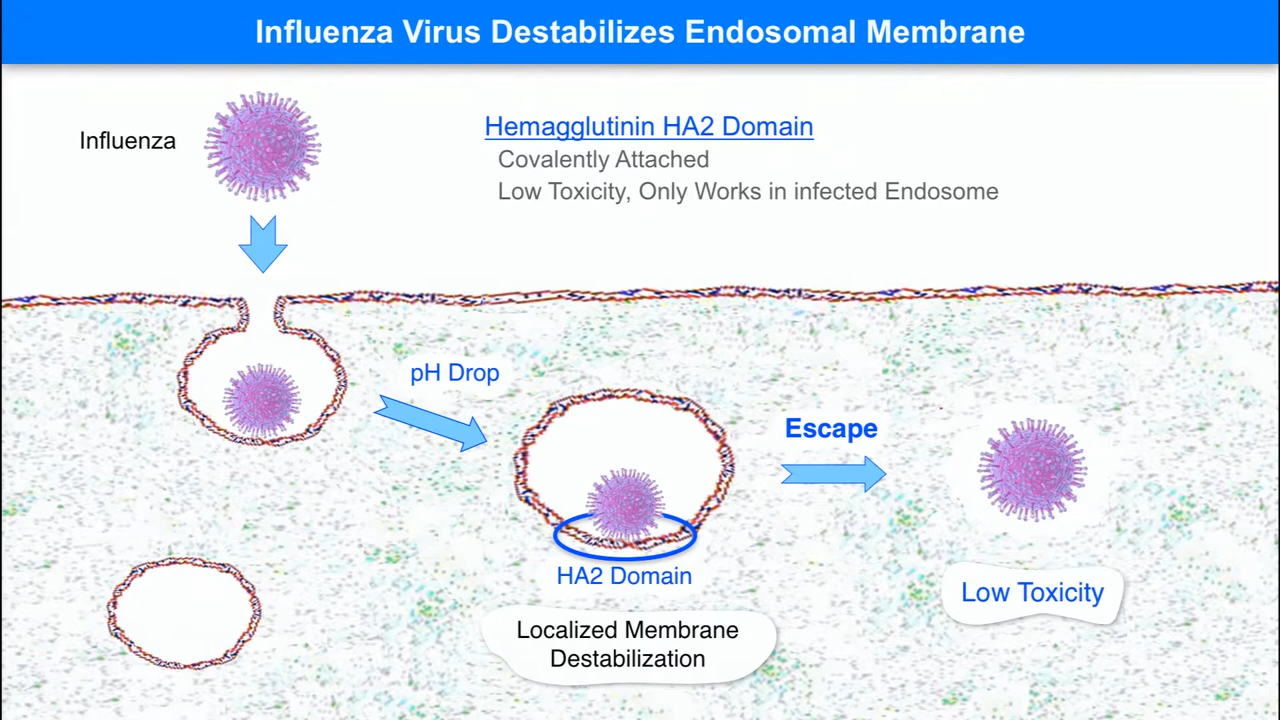 Influenza Virus Destabilizes Endosomal Membrane
Influenza
Hemagglutinin HA2 Domain
Covalently Attached
Low Toxicity, Only Works in infected Endosome
pH Drop
Escape
HA2 Domain
Low Toxicity
Localized Membrane
Destabilization